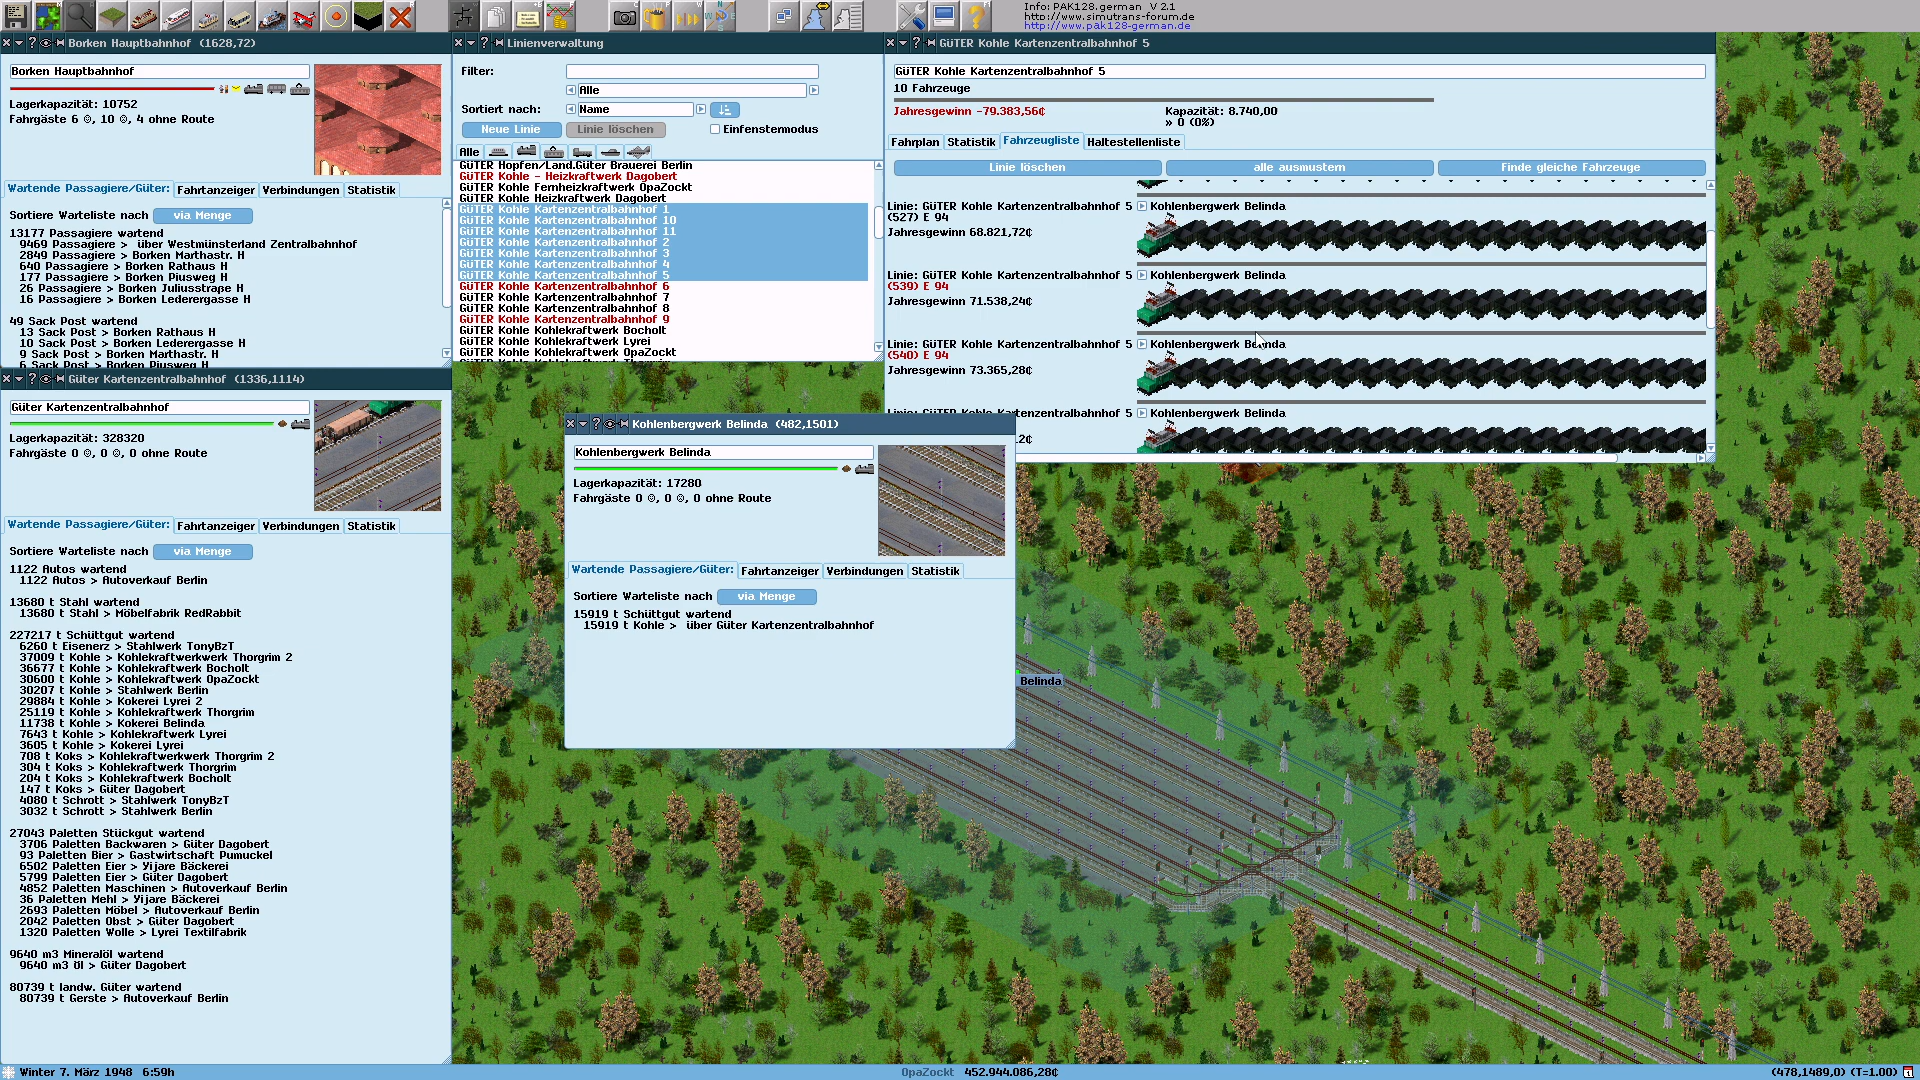 Info: PAK128.german  V 2.1
http://www.simutrans-forum.de
http://www.pak128-german.de
Borken Hauptbahnhof (1628,72)
Borken Hauptbahnhof
Lagerkapazität: 10752
Fahrgäste 6 ☺, 10 ☹, 4 ohne Route
Wartende Passagiere/Güter: Fahrtanzeiger Verbindungen Statistik
Sortiere Warteliste nach via Menge
13177 Passagiere wartend
9469 Passagiere > über Westmünsterland Zentralbahnhof
2849 Passagiere > Borken Marthastr. H
640 Passagiere > Borken Rathaus H
177 Passagiere > Borken Piusweg H
26 Passagiere > Borken Juliusstraße H
16 Passagiere > Borken Lederergasse H
49 Sack Post wartend
13 Sack Post > Borken Rathaus H
10 Sack Post > Borken Lederergasse H
9 Sack Post > Borken Marthastr. H
6 Sack Post > Borken Piusweg H
Linienverwaltung
Filter:
Alle
Sortiert nach: Name
Neue Linie
Linie löschen
Einfenstermodus
Alle
GÜTER Hopfen/Land.Güter Brauerei Berlin
GÜTER Kohle - Heizkraftwerk Dagobert
GÜTER Kohle Fernheizkraftwerk OpaZockt
GÜTER Kohle Heizkraftwerk Dagobert
GÜTER Kohle Kartenzentralbahnhof 1
GÜTER Kohle Kartenzentralbahnhof 10
GÜTER Kohle Kartenzentralbahnhof 11
GÜTER Kohle Kartenzentralbahnhof 2
GÜTER Kohle Kartenzentralbahnhof 3
GÜTER Kohle Kartenzentralbahnhof 4
GÜTER Kohle Kartenzentralbahnhof 5
GÜTER Kohle Kartenzentralbahnhof 6
GÜTER Kohle Kartenzentralbahnhof 7
GÜTER Kohle Kartenzentralbahnhof 8
GÜTER Kohle Kartenzentralbahnhof 9
GÜTER Kohle Kohlekraftwerk Bocholt
GÜTER Kohle Kohlekraftwerk Lyrei
GÜTER Kohle Kohlekraftwerk OpaZockt
GÜTER Kohle Kartenzentralbahnhof 5
GÜTER Kohle Kartenzentralbahnhof 5
10 Fahrzeuge
Jahresgewinn -79.383,56¢
Kapazität: 8.740,00
» 0 (0%)
Fahrplan Statistik Fahrzeugliste Haltestellenliste
Linie löschen
alle ausmustern
Finde gleiche Fahrzeuge
Linie: GÜTER Kohle Kartenzentralbahnhof 5 Kohlenbergwerk Belinda
(527) E 94
Jahresgewinn 68.821,72¢
Linie: GÜTER Kohle Kartenzentralbahnhof 5 Kohlenbergwerk Belinda
(539) E 94
Jahresgewinn 71.538,24¢
Linie: GÜTER Kohle Kartenzentralbahnhof 5 Kohlenbergwerk Belinda
(540) E 94
Jahresgewinn 73.365,28¢
Linie: GÜTER Kohle Kartenzentralbahnhof 5 Kohlenbergwerk Belinda
2¢
Güter Kartenzentralbahnhof (1336,1114)
Güter Kartenzentralbahnhof
Lagerkapazität: 328320
Fahrgäste 0 ☺, 0 ☹, 0 ohne Route
Wartende Passagiere/Güter: Fahrtanzeiger Verbindungen Statistik
Sortiere Warteliste nach via Menge
1122 Autos wartend
1122 Autos > Autoverkauf Berlin
13680 t Stahl wartend
13680 t Stahl > Möbelfabrik RedRabbit
227217 t Schüttgut wartend
6260 t Eisenerz > Stahlwerk TonyBzT
37009 t Kohle > Kohlekraftwerkwerk Thorgrim 2
36677 t Kohle > Kohlekraftwerk Bocholt
30600 t Kohle > Kohlekraftwerk OpaZockt
30207 t Kohle > Stahlwerk Berlin
29884 t Kohle > Kokerei Lyrei 2
25119 t Kohle > Kohlekraftwerk Thorgrim
11738 t Kohle > Kokerei Belinda
7643 t Kohle > Kohlekraftwerk Lyrei
3605 t Kohle > Kokerei Lyrei
708 t Koks > Kohlekraftwerkwerk Thorgrim 2
304 t Koks > Kohlekraftwerk Thorgrim
204 t Koks > Kohlekraftwerk Bocholt
147 t Koks > Güter Dagobert
4080 t Schrott > Stahlwerk TonyBzT
3032 t Schrott > Stahlwerk Berlin
27043 Paletten Stückgut wartend
3706 Paletten Backwaren > Güter Dagobert
93 Paletten Bier > Gastwirtschaft Pumuckel
6502 Paletten Eier > Yijare Bäckerei
5799 Paletten Eier > Güter Dagobert
4852 Paletten Maschinen > Autoverkauf Berlin
36 Paletten Mehl > Yijare Bäckerei
2693 Paletten Möbel > Autoverkauf Berlin
2042 Paletten Obst > Güter Dagobert
1320 Paletten Wolle > Lyrei Textilfabrik
9640 m3 Mineralöl wartend
9640 m3 Öl > Güter Dagobert
80739 t landw. Güter wartend
80739 t Gerste > Autoverkauf Berlin
Kohlenbergwerk Belinda (482,1501)
Kohlenbergwerk Belinda
Lagerkapazität: 17280
Fahrgäste 0 ☺, 0 ☹, 0 ohne Route
Wartende Passagiere/Güter: Fahrtanzeiger Verbindungen Statistik
Sortiere Warteliste nach via Menge
15919 t Schüttgut wartend
15919 t Kohle > über Güter Kartenzentralbahnhof
Belinda
Winter 7. März 1948 6:59h
OpaZockt 452.944.086,28¢
(478,1489,0) (T=1.00)